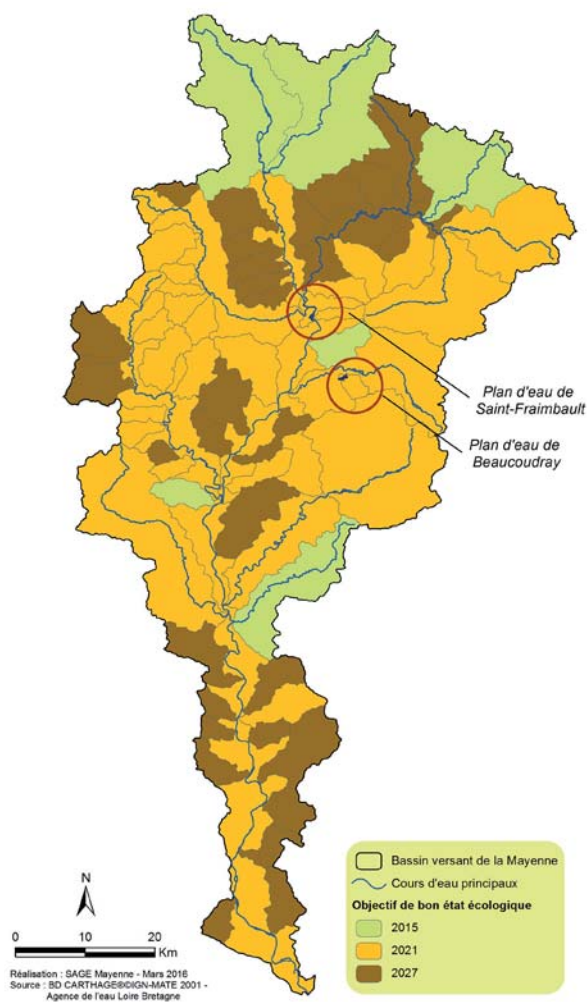 Plan d'eau de
Saint-Fraimbault
Plan d'eau de
Beaucoudray
N
0 10 20
Km
Réalisation : SAGE Mayenne - Mars 2016
Source : BD CARTHAGE®©IGN-MATE 2001 -
Agence de l'eau Loire Bretagne
Bassin versant de la Mayenne
Cours d'eau principaux
Objectif de bon état écologique
2015
2021
2027